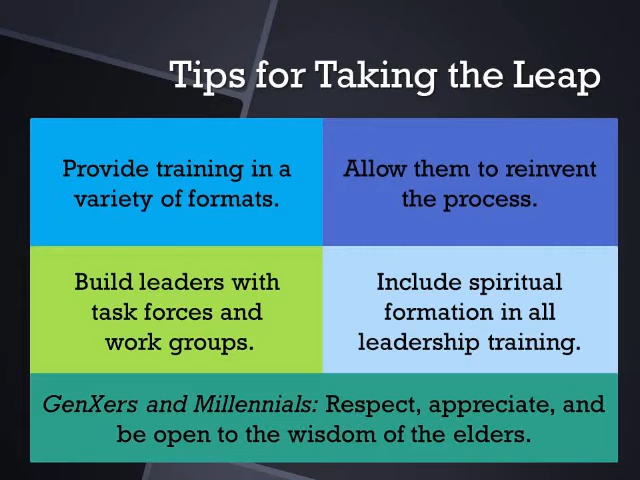 Tips for Taking the Leap
Provide training in a
variety of formats.
Allow them to reinvent
the process.
Build leaders with
task forces and
work groups.
Include spiritual
formation in all
leadership training.
GenXers and Millennials: Respect, appreciate, and
be open to the wisdom of the elders.